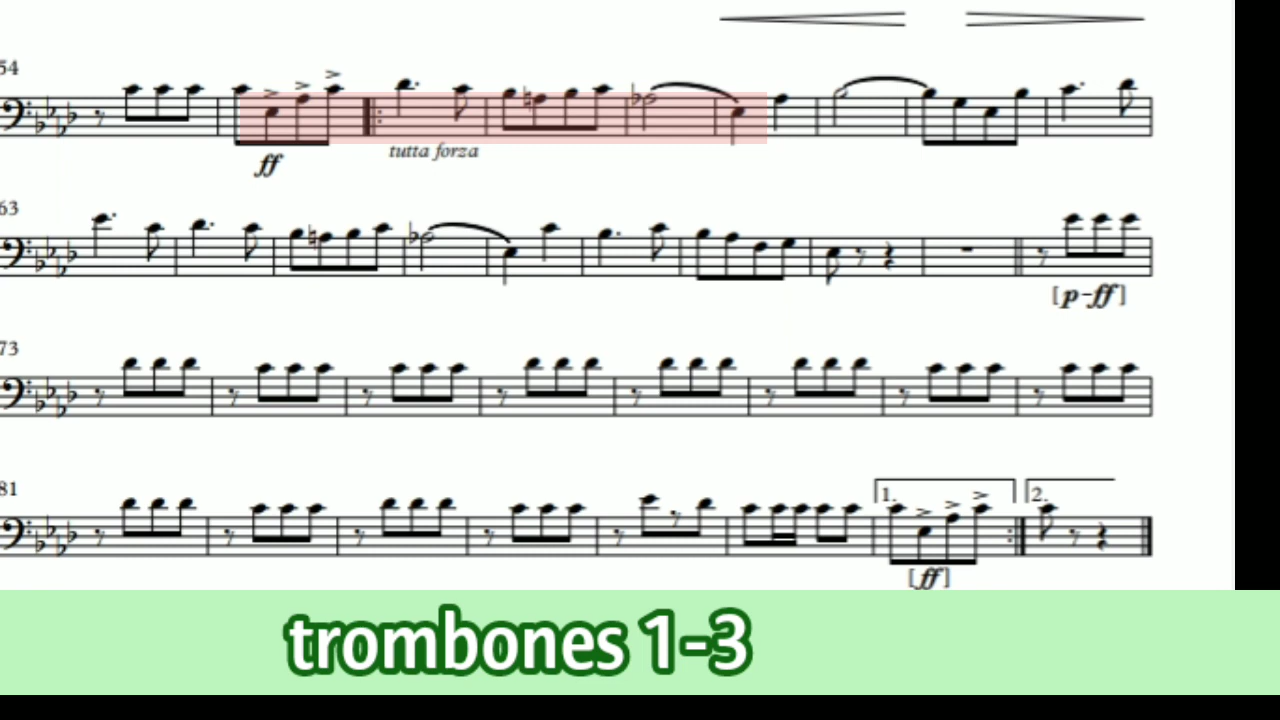 54
ff
tutta forza
63
[p-ff]
73
81
1.
2.
[ff]
trombones 1-3